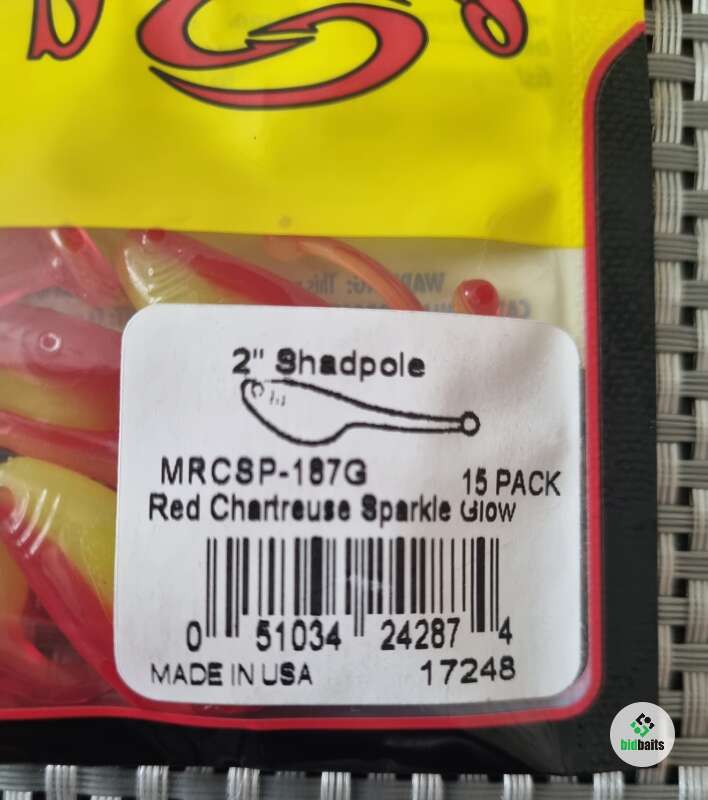 2" Shadpole
MRCSP-187G
15 PACK
Red Chartreuse Sparkle Glow
0 51034 24287 4
MADE IN USA
17248
bidbaits